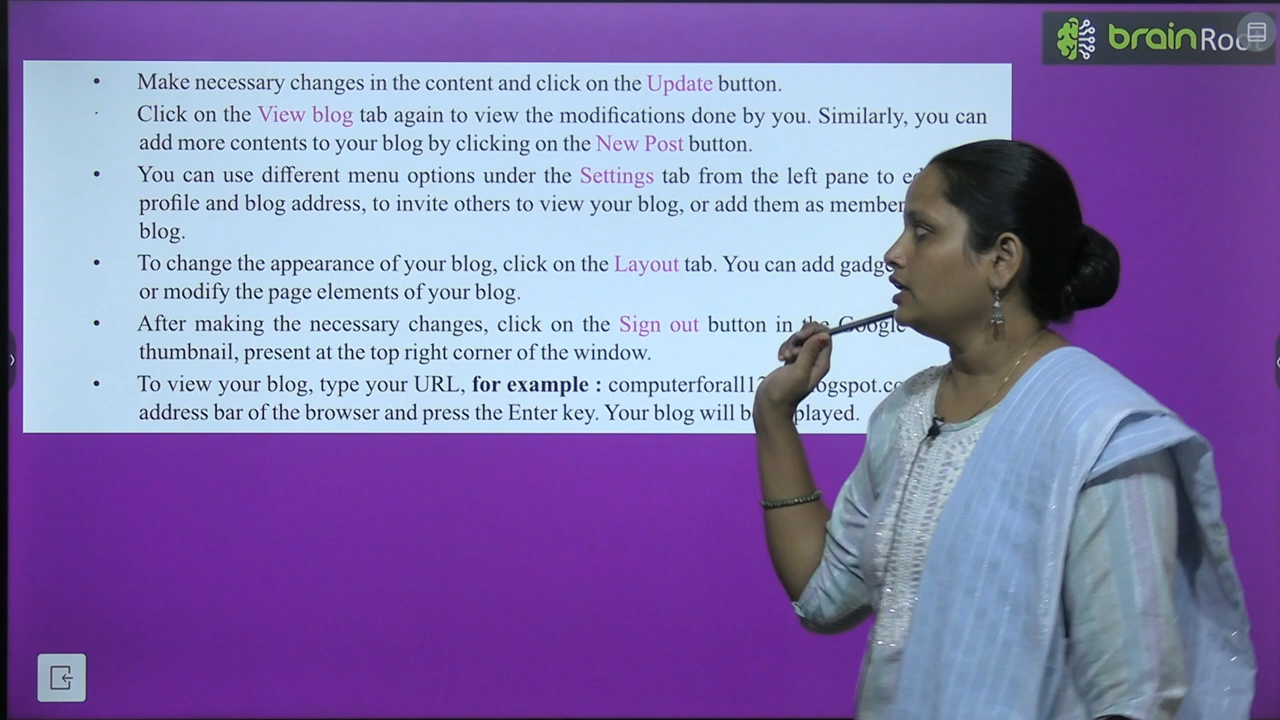 brainRoo
• Make necessary changes in the content and click on the Update button.
· Click on the View blog tab again to view the modifications done by you. Similarly, you can
add more contents to your blog by clicking on the New Post button.
• You can use different menu options under the Settings tab from the left pane to
profile and blog address, to invite others to view your blog, or add them as member
blog.
• To change the appearance of your blog, click on the Layout tab. You can add
or modify the page elements of your blog.
• After making the necessary changes, click on the Sign out button in the Google
thumbnail, present at the top right corner of the window.
• To view your blog, type your URL, for example :
address bar of the browser and press the Enter key. Your blog will